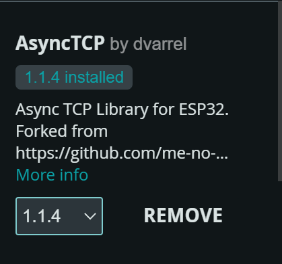 AsyncTCP by dvarrel
1.1.4 installed
Async TCP Library for ESP32.
Forked from
https://github.com/me-no-...
More info
1.1.4 REMOVE